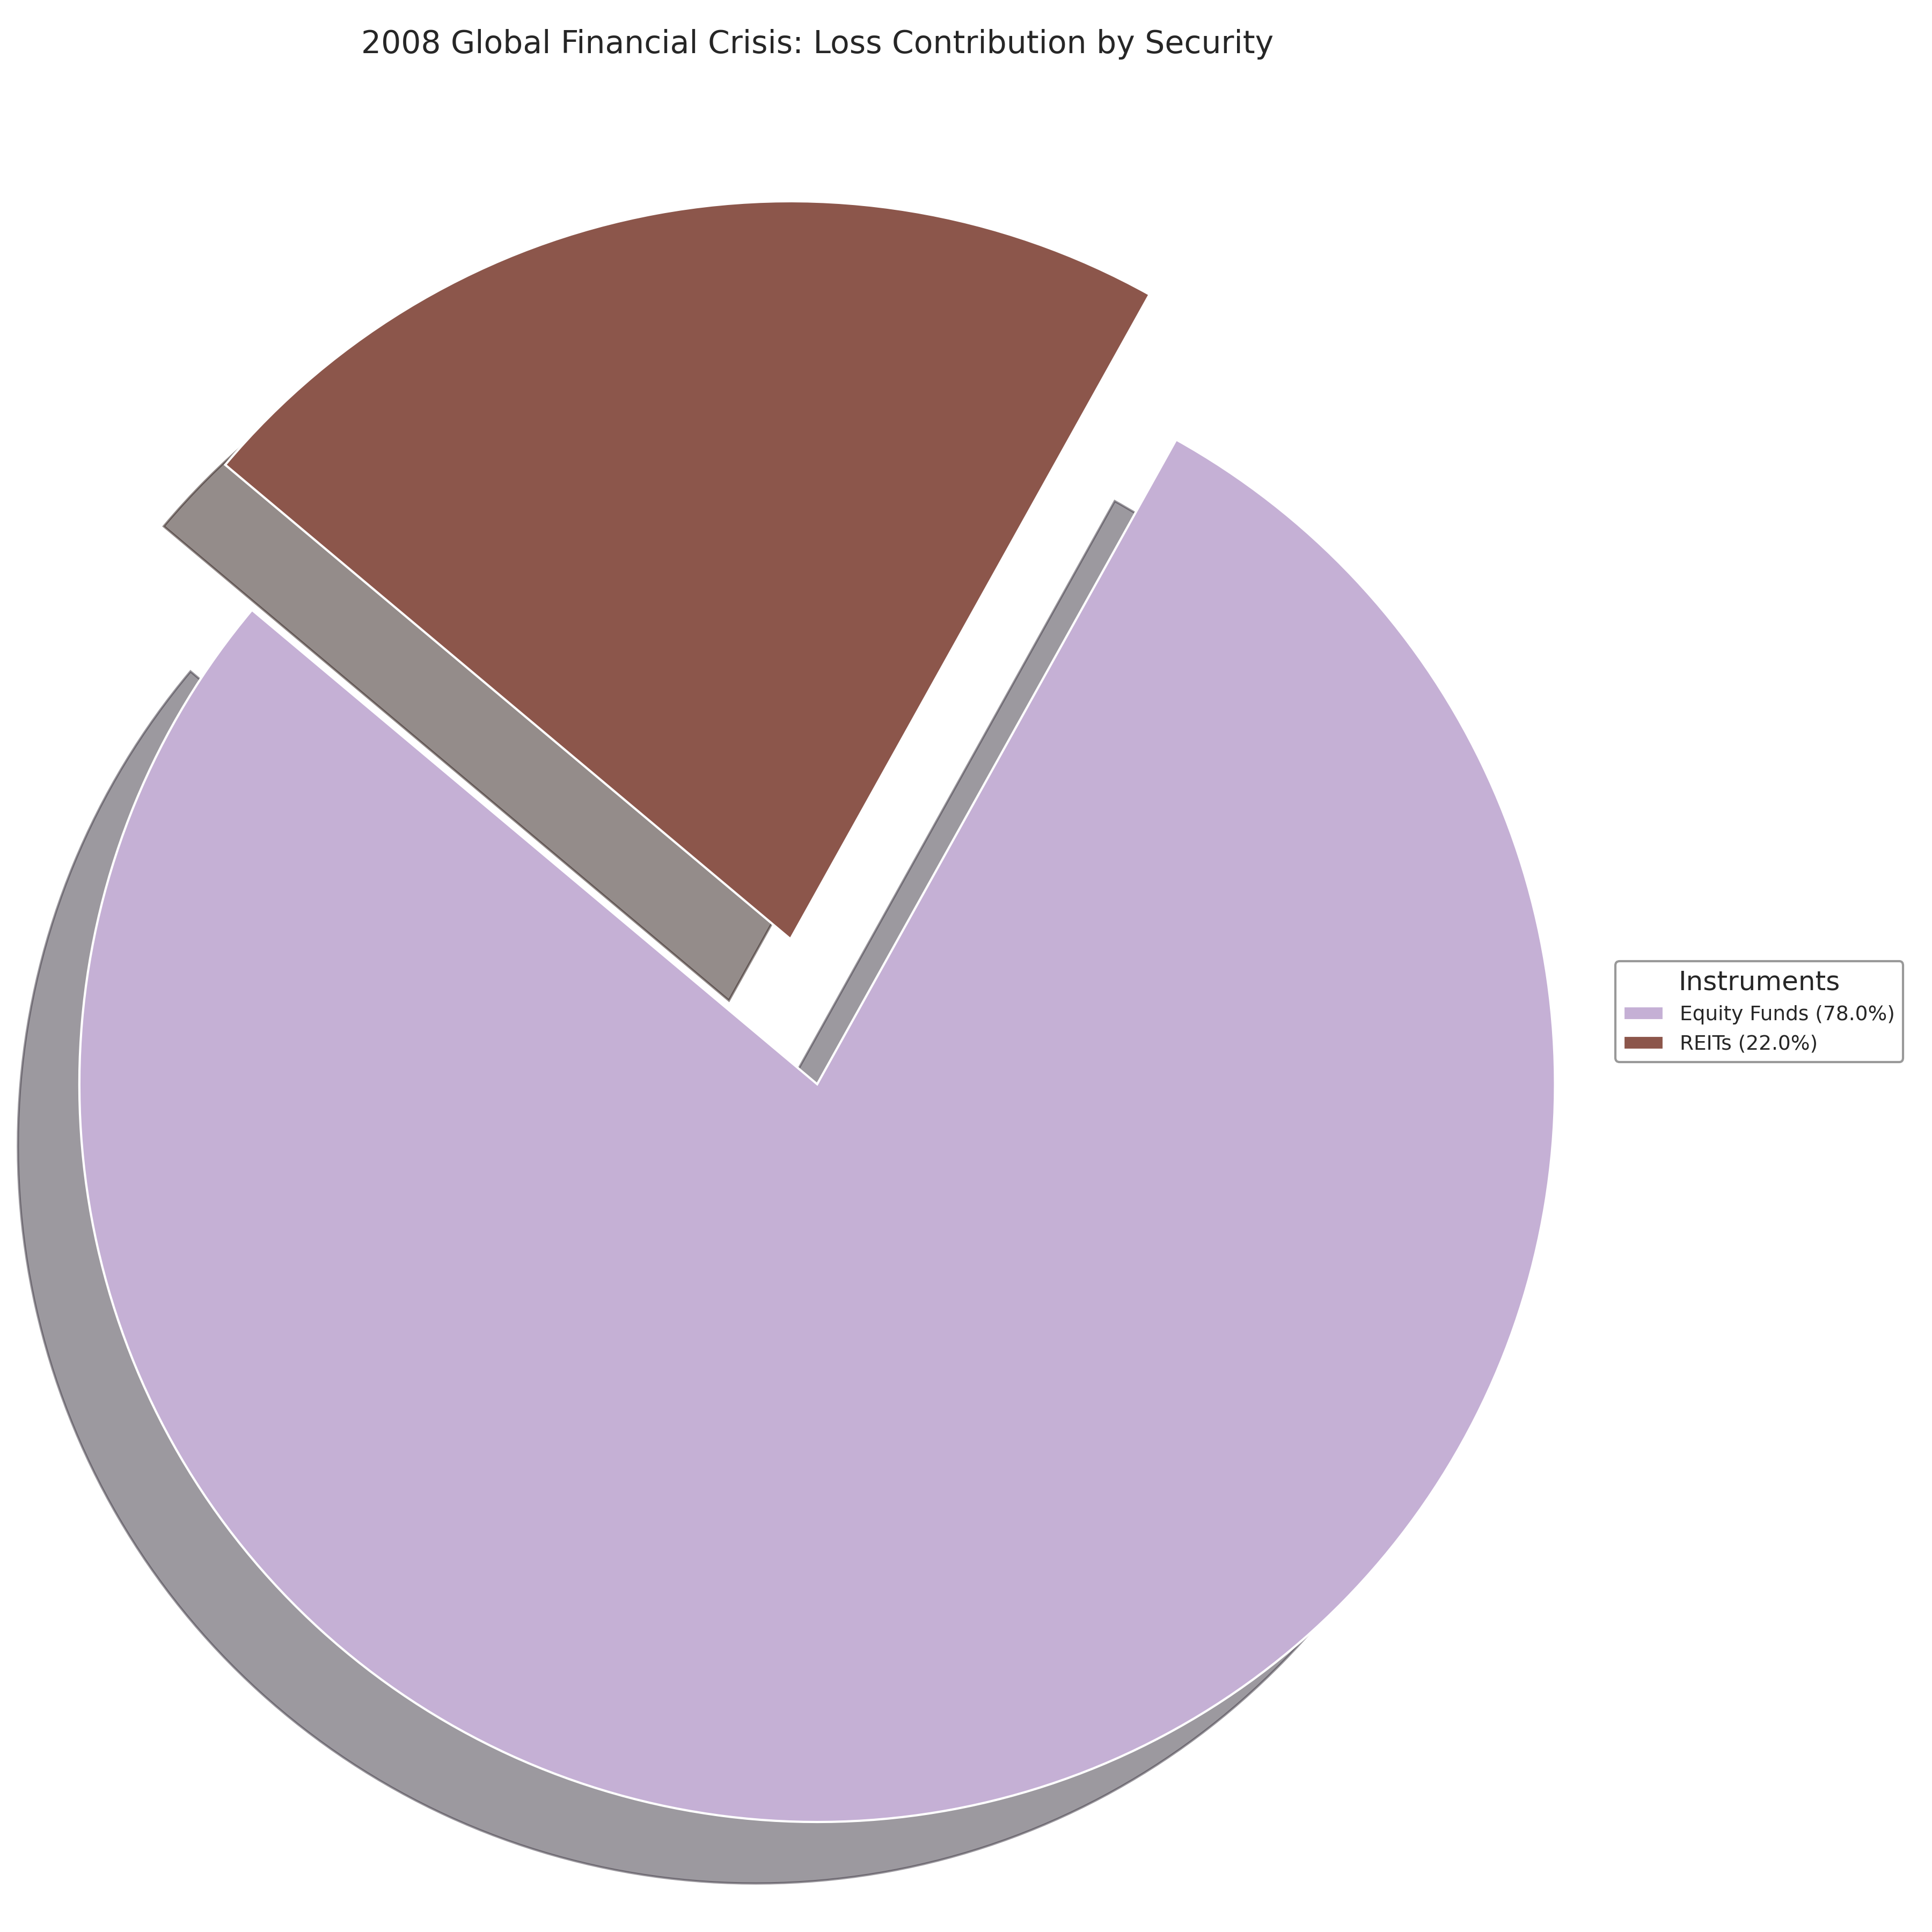 2008 Global Financial Crisis: Loss Contribution by Security
Instruments
Equity Funds (78.0%)
REITs (22.0%)